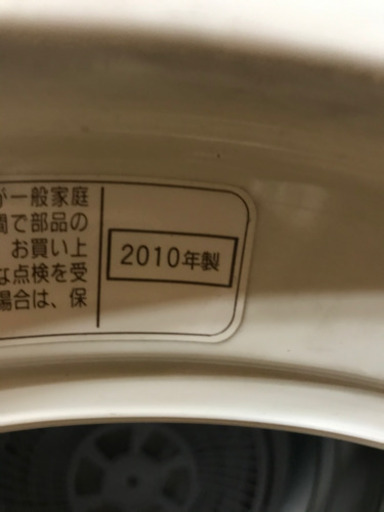 が一般家庭
間で部品の
お買い上
な点検を受
場合は、保
2010年製